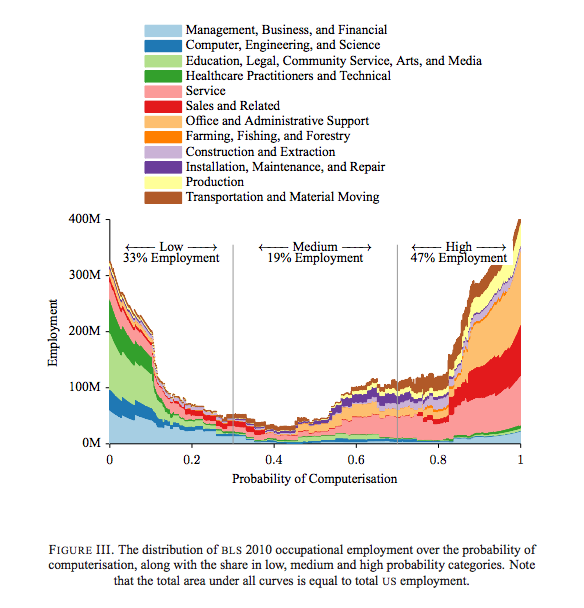 Management, Business, and Financial
Computer, Engineering, and Science
Education, Legal, Community Service, Arts, and Media
Healthcare Practitioners and Technical
Service
Sales and Related
Office and Administrative Support
Farming, Fishing, and Forestry
Construction and Extraction
Installation, Maintenance, and Repair
Production
Transportation and Material Moving
400M
Low
33% Employment
Medium
19% Employment
High
47% Employment
300M
200M
100M
0M
Employment
0
0.2
0.4
0.6
0.8
1
Probability of Computerisation
FIGURE III. The distribution of BLS 2010 occupational employment over the probability of
computerisation, along with the share in low, medium and high probability categories. Note
that the total area under all curves is equal to total US employment.